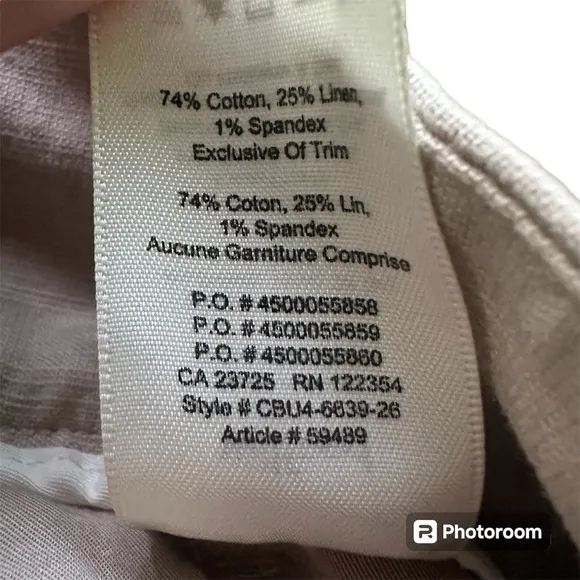 74% Cotton, 25% Linen,
1% Spandex
Exclusive Of Trim
74% Coton, 25% Lin,
1% Spandex
Aucune Garniture Comprise
P.O. # 4500055858
P.O. # 4500055859
P.O. # 4500055860
CA 23725 RN 122354
Style # CBU4-6639-26
Article # 59489
Photoroom